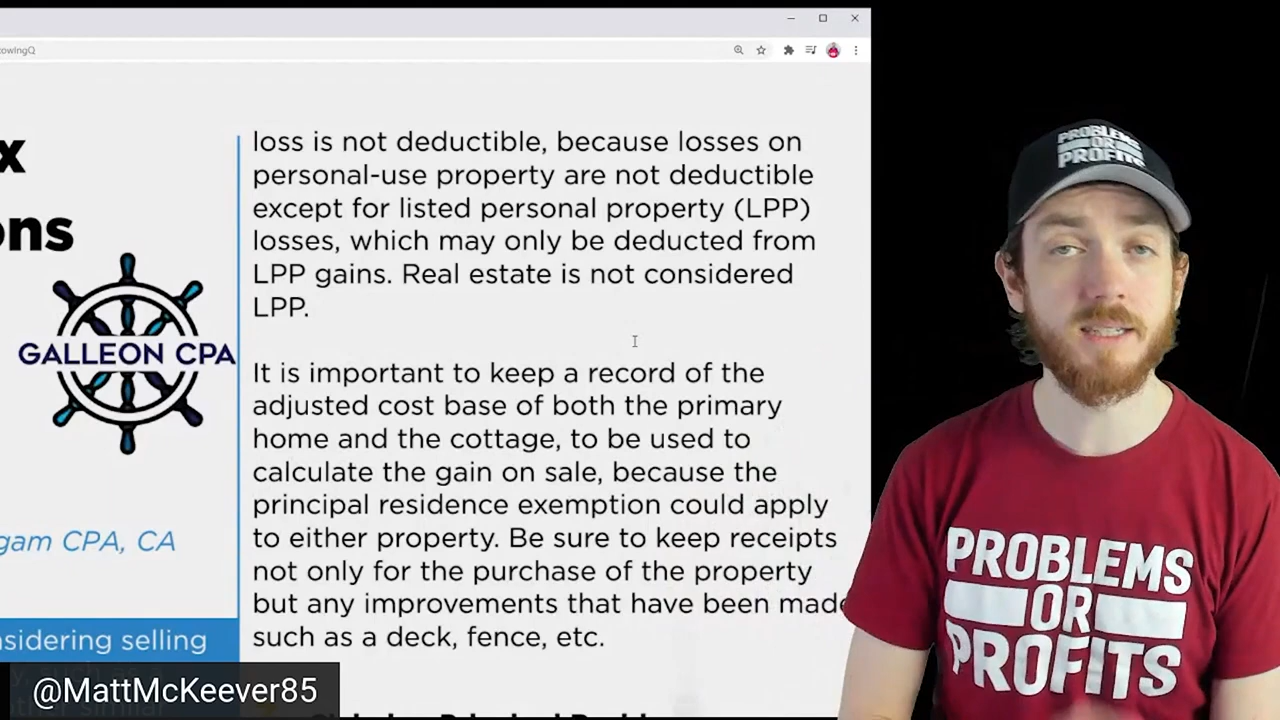 owingQ
x
ons
GALLEON CPA
gam CPA, CA
nsidering selling
loss is not deductible, because losses on
personal-use property are not deductible
except for listed personal property (LPP)
losses, which may only be deducted from
LPP gains. Real estate is not considered
LPP.
It is important to keep a record of the
adjusted cost base of both the primary
home and the cottage, to be used to
calculate the gain on sale, because the
principal residence exemption could apply
to either property. Be sure to keep receipts
not only for the purchase of the property
but any improvements that have been made
such as a deck, fence, etc.
@MattMcKeever85
PROBLEMS
OR
PROFITS
PROBLEMS
OR
PROFITS